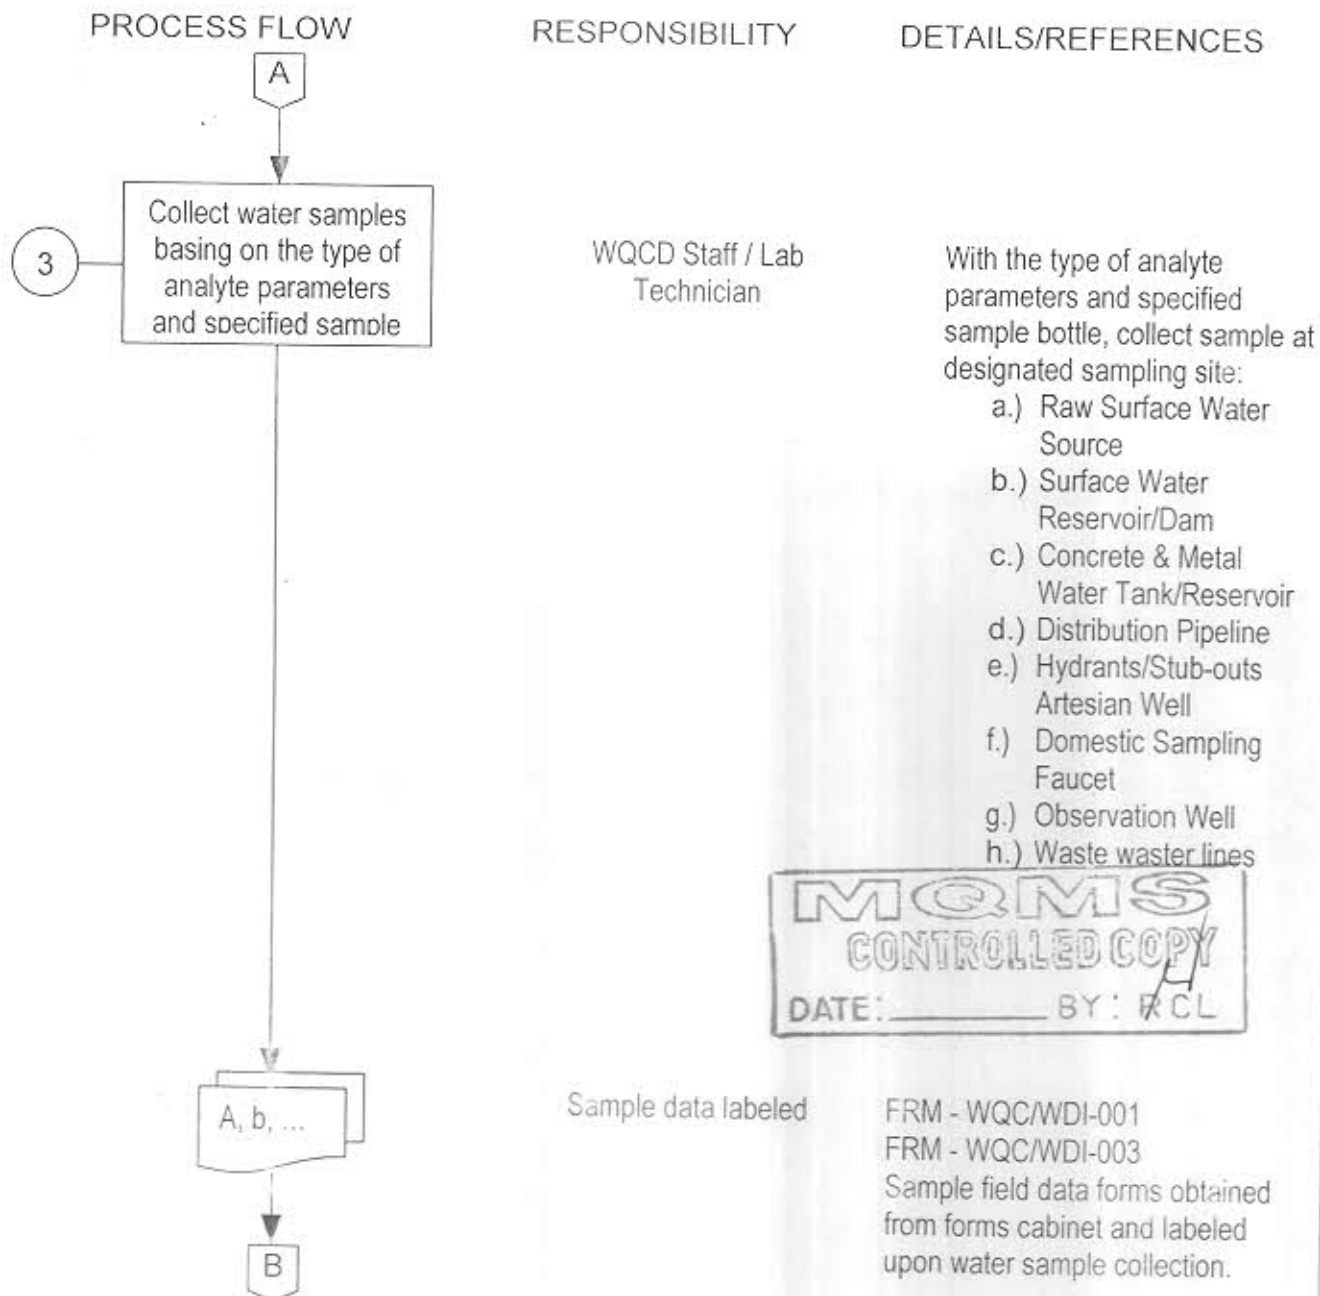 PROCESS FLOW RESPONSIBILITY DETAILS/REFERENCES
A
3
Collect water samples
basing on the type of
analyte parameters
and specified sample
WQCD Staff / Lab
Technician
With the type of analyte
parameters and specified
sample bottle, collect sample at
designated sampling site:
a.) Raw Surface Water
Source
b.) Surface Water
Reservoir/Dam
c.) Concrete & Metal
Water Tank/Reservoir
d.) Distribution Pipeline
e.) Hydrants/Stub-outs
Artesian Well
f.) Domestic Sampling
Faucet
g.) Observation Well
h.) Waste waster lines
MQMS
CONTROLLED COPY
DATE:________ BY: RCL
A, b, ...
Sample data labeled
FRM - WQC/WDI-001
FRM - WQC/WDI-003
Sample field data forms obtained
from forms cabinet and labeled
upon water sample collection.
B